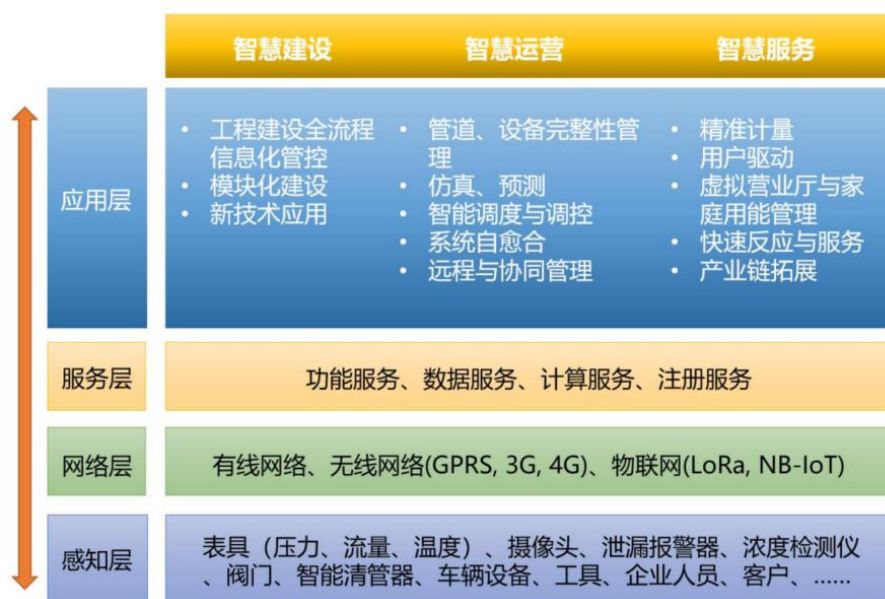 智慧建设 智慧运营 智慧服务
应用层
• 工程建设全流程
信息化管控
• 模块化建设
• 新技术应用
• 管道、设备完整性管
理
• 仿真、预测
• 智能调度与调控
• 系统自愈合
• 远程与协同管理
• 精准计量
• 用户驱动
• 虚拟营业厅与家
庭用能管理
• 快速反应与服务
• 产业链拓展
服务层
功能服务、数据服务、计算服务、注册服务
网络层
有线网络、无线网络(GPRS, 3G, 4G)、物联网(LoRa, NB-IoT)
感知层
表具（压力、流量、温度）、摄像头、泄漏报警器、浓度检测仪
、阀门、智能清管器、车辆设备、工具、企业人员、客户、......